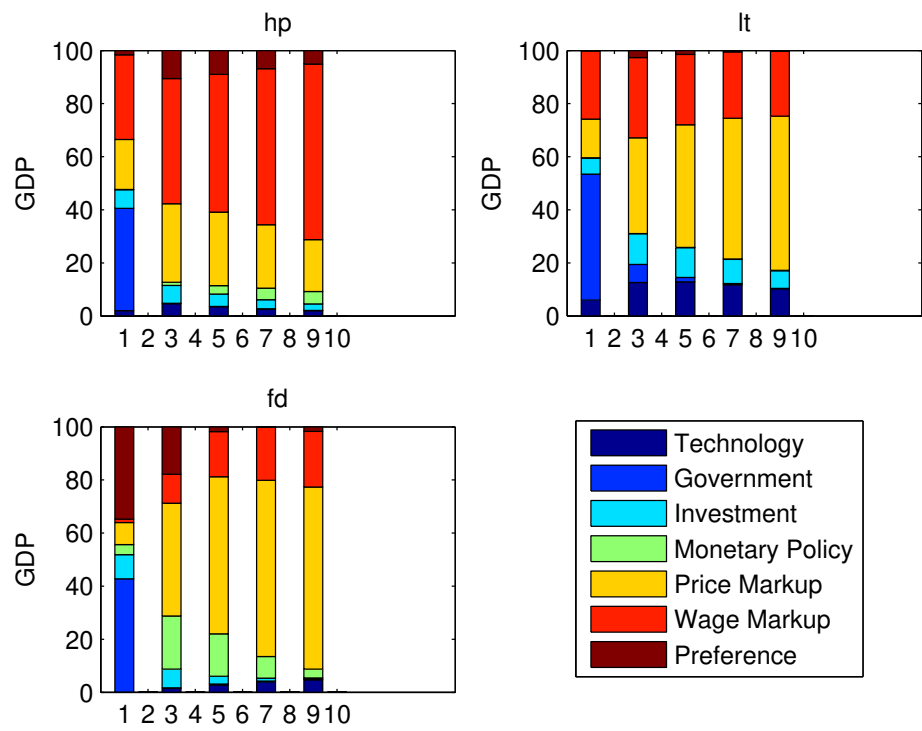 hp
100
80
60
40
20
0
GDP
1 2 3 4 5 6 7 8 9 10
lt
100
80
60
40
20
0
GDP
1 2 3 4 5 6 7 8 9 10
fd
100
80
60
40
20
0
GDP
1 2 3 4 5 6 7 8 9 10
Technology
Government
Investment
Monetary Policy
Price Markup
Wage Markup
Preference